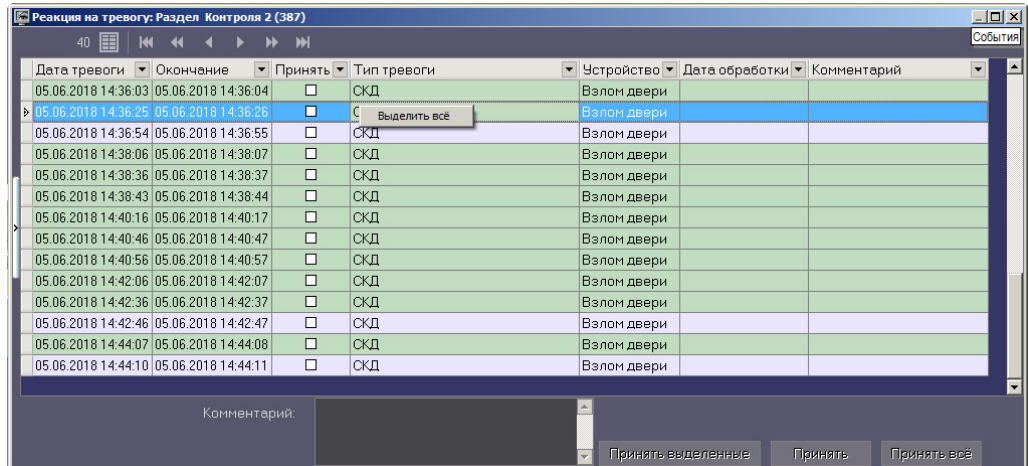 Реакция на тревогу: Раздел Контроля 2 (387)
События
40
Дата тревоги Окончание Принять Тип тревоги Устройство Дата обработки Комментарий
05.06.2018 14:36:03 05.06.2018 14:36:04 СКД Взлом двери
05.06.2018 14:36:25 05.06.2018 14:36:26 С Взлом двери
Выделить всё
05.06.2018 14:36:54 05.06.2018 14:36:55 СКД Взлом двери
05.06.2018 14:38:06 05.06.2018 14:38:07 СКД Взлом двери
05.06.2018 14:38:36 05.06.2018 14:38:37 СКД Взлом двери
05.06.2018 14:38:43 05.06.2018 14:38:44 СКД Взлом двери
05.06.2018 14:40:16 05.06.2018 14:40:17 СКД Взлом двери
05.06.2018 14:40:46 05.06.2018 14:40:47 СКД Взлом двери
05.06.2018 14:40:56 05.06.2018 14:40:57 СКД Взлом двери
05.06.2018 14:42:06 05.06.2018 14:42:07 СКД Взлом двери
05.06.2018 14:42:36 05.06.2018 14:42:37 СКД Взлом двери
05.06.2018 14:42:46 05.06.2018 14:42:47 СКД Взлом двери
05.06.2018 14:44:07 05.06.2018 14:44:08 СКД Взлом двери
05.06.2018 14:44:10 05.06.2018 14:44:11 СКД Взлом двери
Комментарий:
Принять выделенные Принять Принять всё